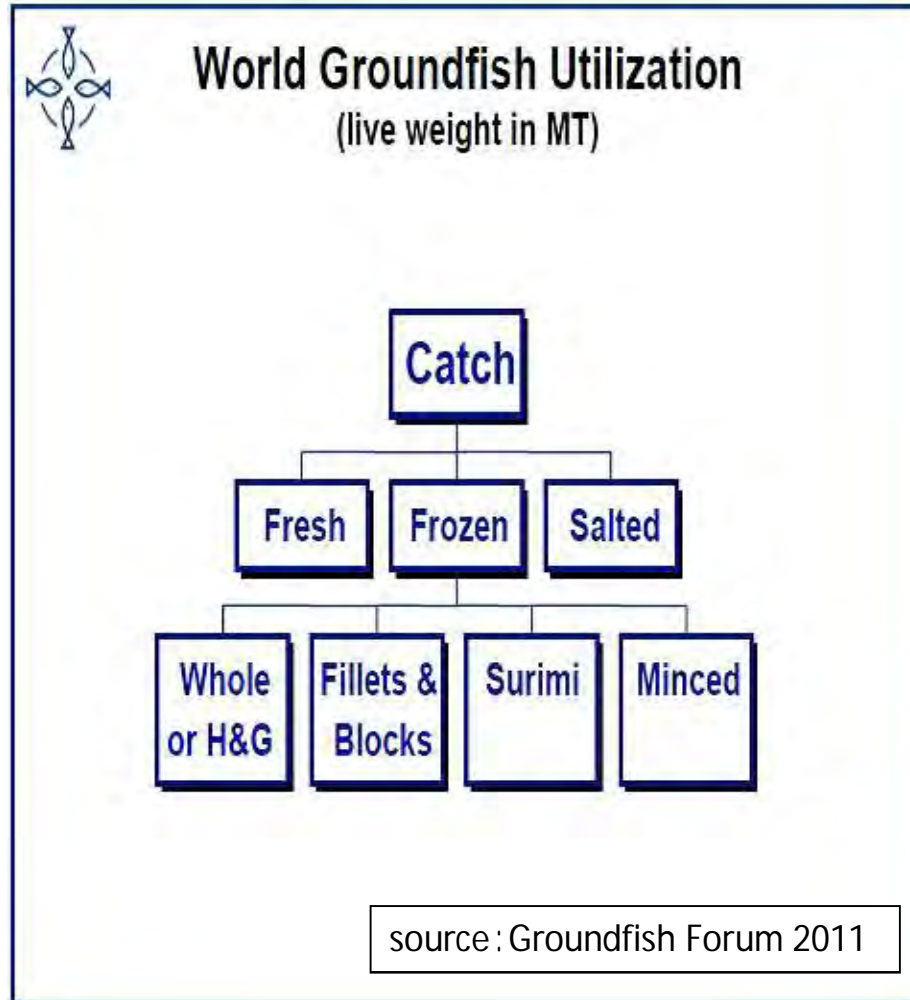 World Groundfish Utilization
(live weight in MT)
Catch
Fresh
Frozen
Salted
Whole
or H&G
Fillets &
Blocks
Surimi
Minced
source : Groundfish Forum 2011